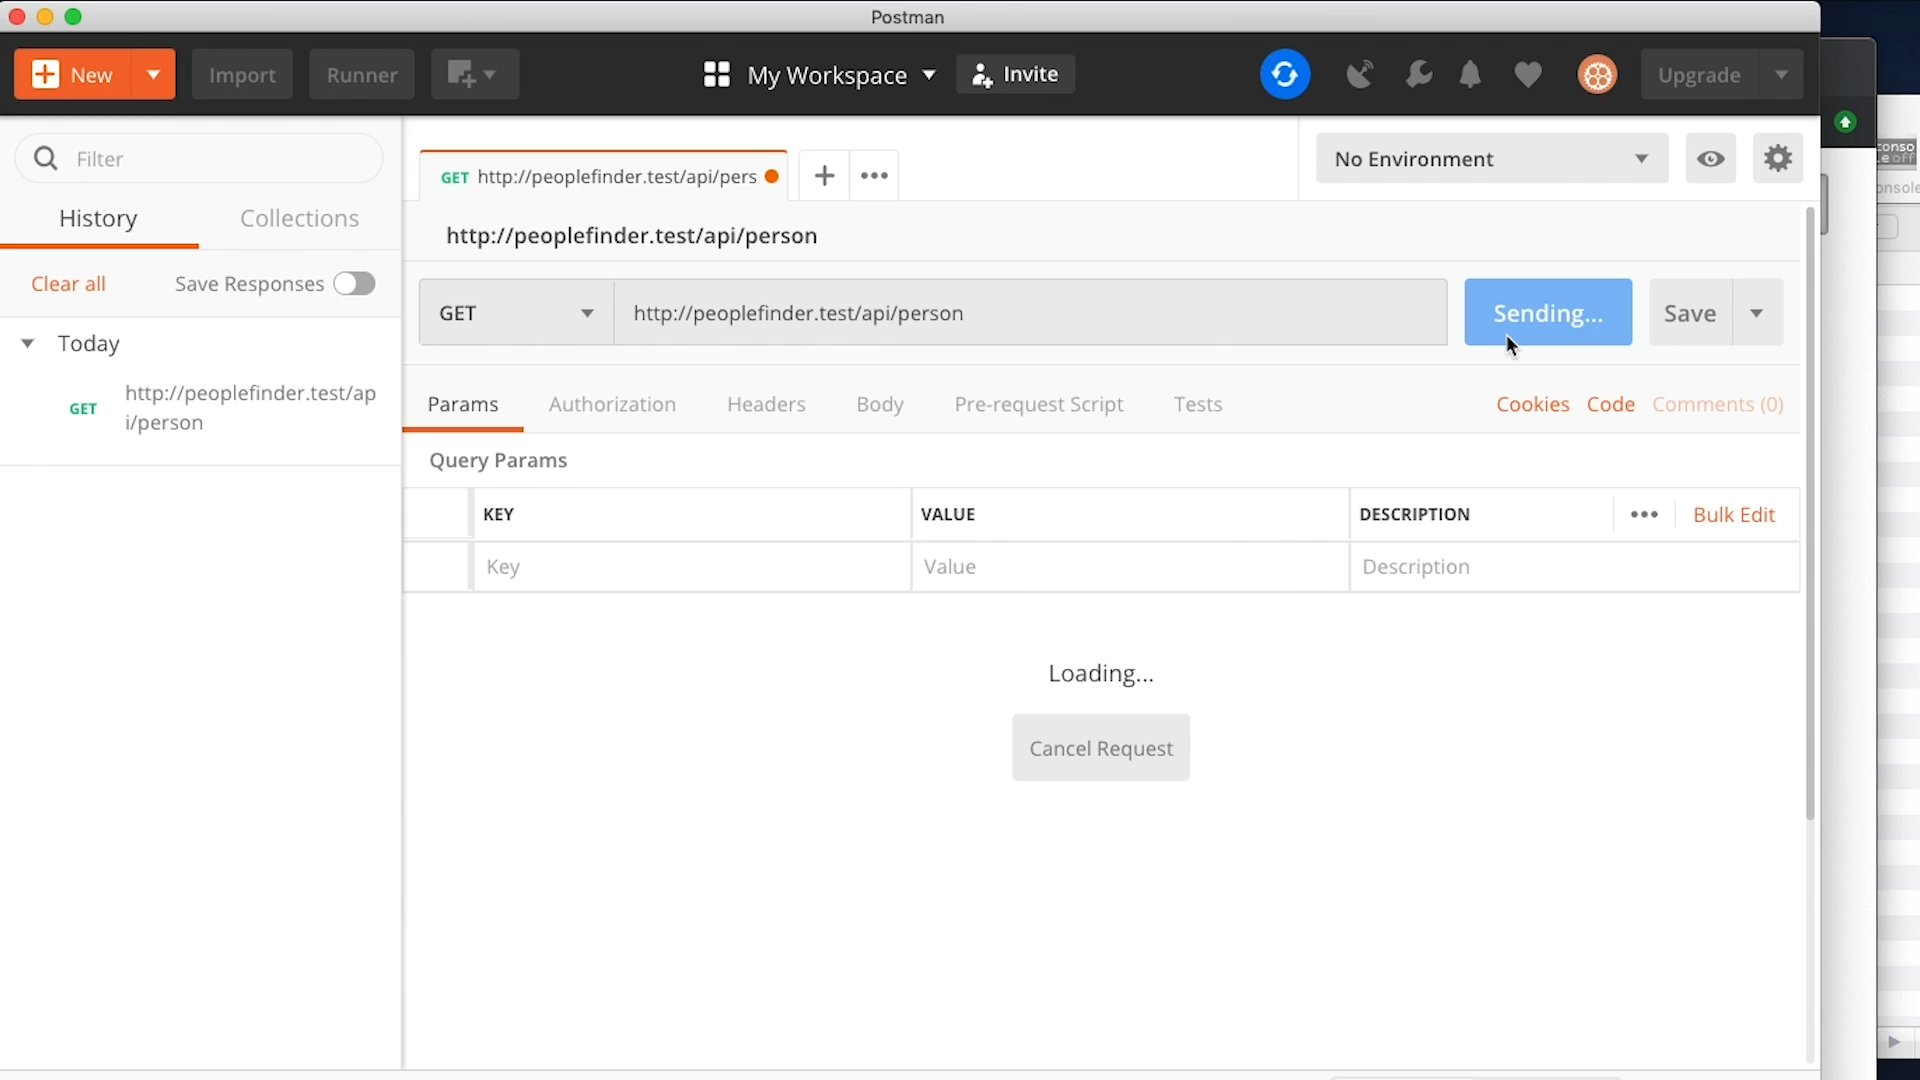 Postman
New
Import
Runner
My Workspace
Invite
Upgrade
Filter
History
Collections
Clear all
Save Responses
Today
GET
http://peoplefinder.test/ap
i/person
GET http://peoplefinder.test/api/pers
No Environment
http://peoplefinder.test/api/person
GET
http://peoplefinder.test/api/person
Sending...
Save
Params
Authorization
Headers
Body
Pre-request Script
Tests
Cookies
Code
Comments (0)
Query Params
KEY
VALUE
DESCRIPTION
Bulk Edit
Key
Value
Description
Loading...
Cancel Request